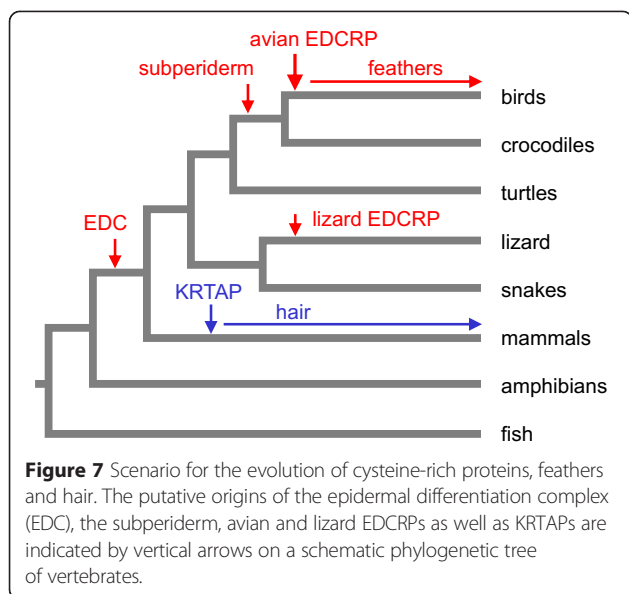 avian EDCRP
subperiderm
feathers
birds
crocodiles
turtles
EDC
lizard EDCRP
lizard
KRTAP
snakes
hair
mammals
amphibians
fish
Figure 7 Scenario for the evolution of cysteine-rich proteins, feathers
and hair. The putative origins of the epidermal differentiation complex
(EDC), the subperiderm, avian and lizard EDCRPs as well as KRTAPs are
indicated by vertical arrows on a schematic phylogenetic tree
of vertebrates.